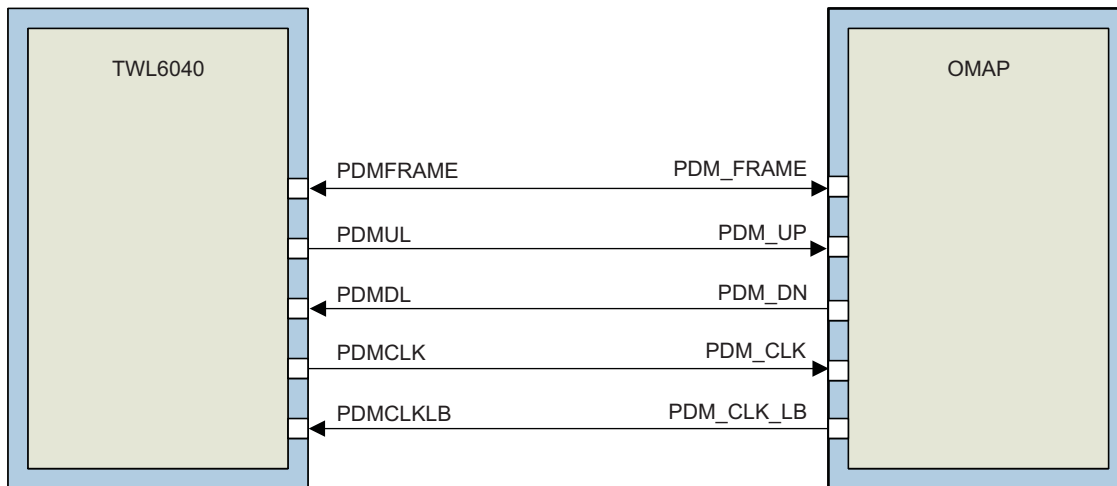 TWL6040
OMAP
PDMFRAME
PDM_FRAME
PDMUL
PDM_UP
PDMDL
PDM_DN
PDMCLK
PDM_CLK
PDMCLKLB
PDM_CLK_LB